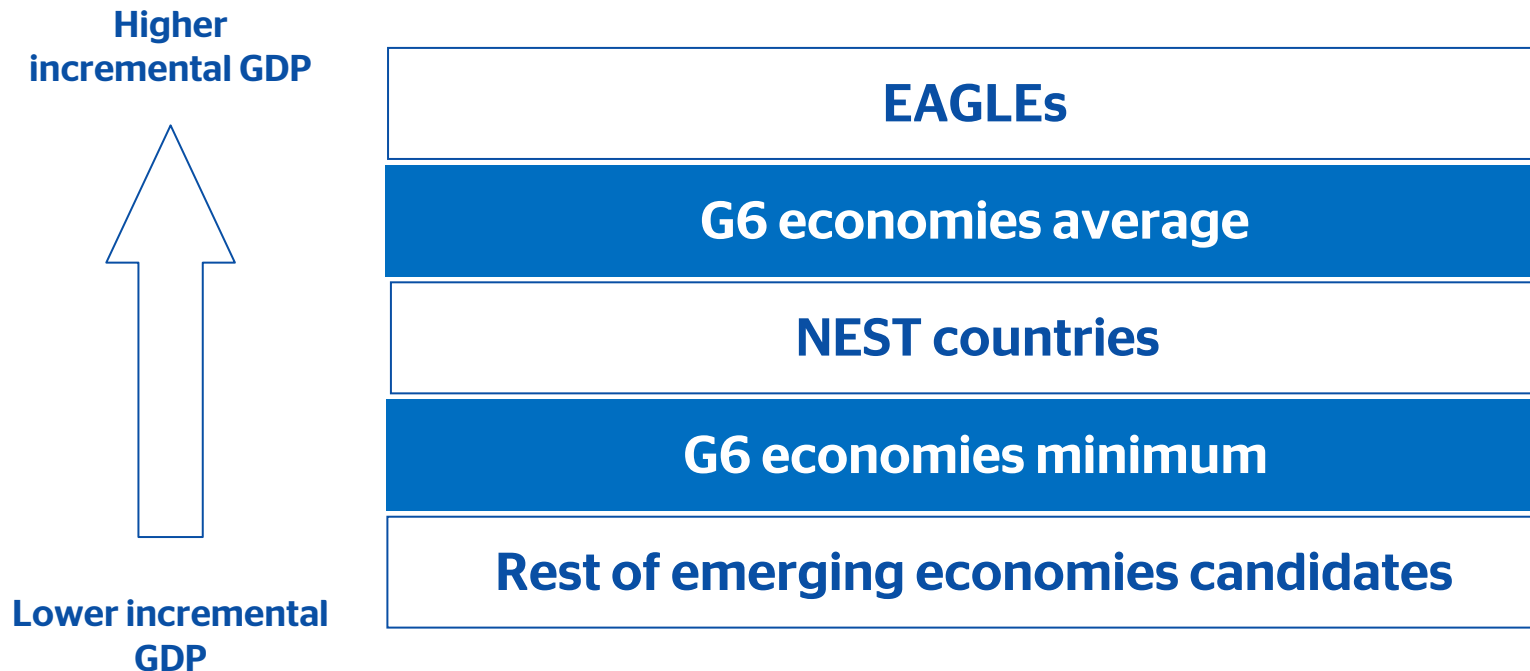 Higher
incremental GDP
EAGLEs
G6 economies average
NEST countries
G6 economies minimum
Rest of emerging economies candidates
Lower incremental
GDP